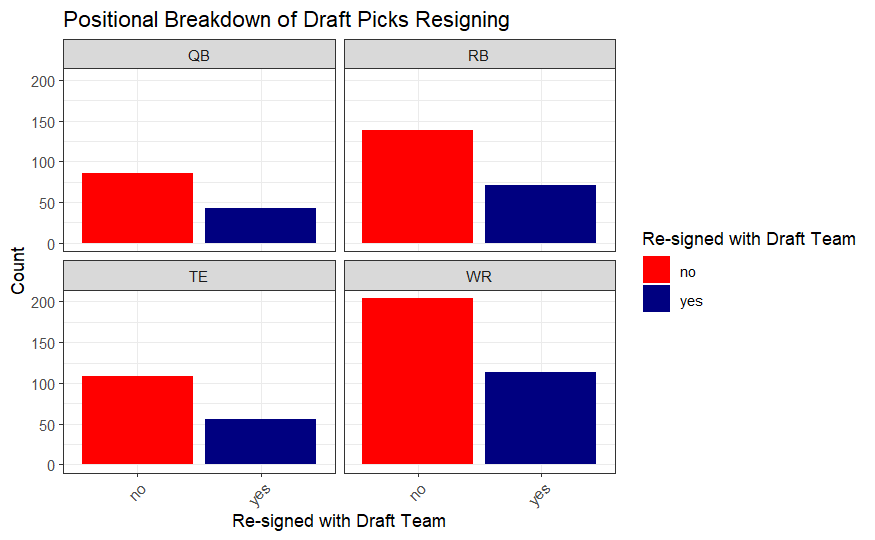 Positional Breakdown of Draft Picks Resigning
QB
RB
200
150
100
50
0
TE
WR
200
150
100
50
0
Count
no
yes
no
yes
Re-signed with Draft Team
Re-signed with Draft Team
no
yes